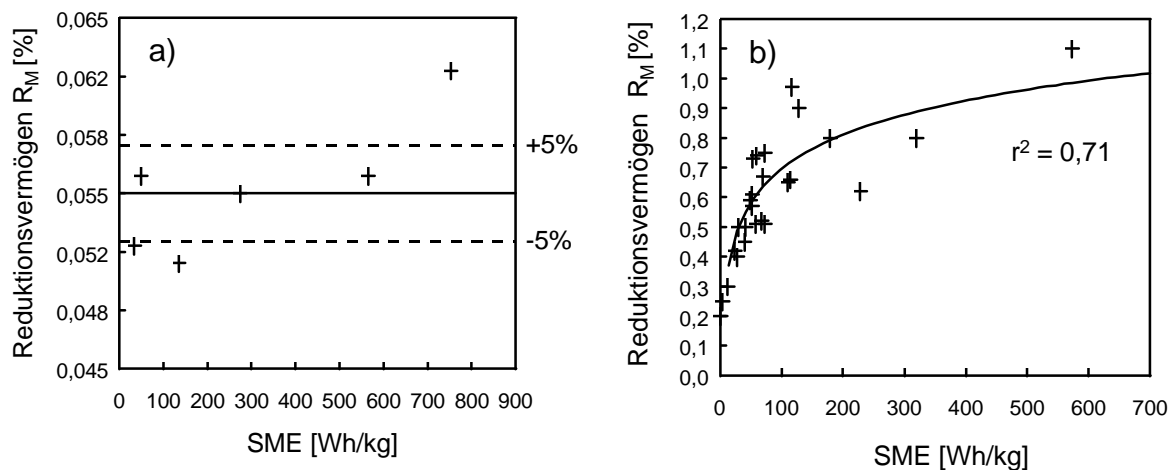 a)
Reduktionsvermögen R_M [%]
0,065
0,062
0,058
0,055
0,052
0,048
0,045
+5%
-5%
0 100 200 300 400 500 600 700 800 900
SME [Wh/kg]
b)
Reduktionsvermögen R_M [%]
1,2
1,1
1,0
0,9
0,8
0,7
0,6
0,5
0,4
0,3
0,2
0,1
0,0
r² = 0,71
0 100 200 300 400 500 600 700
SME [Wh/kg]